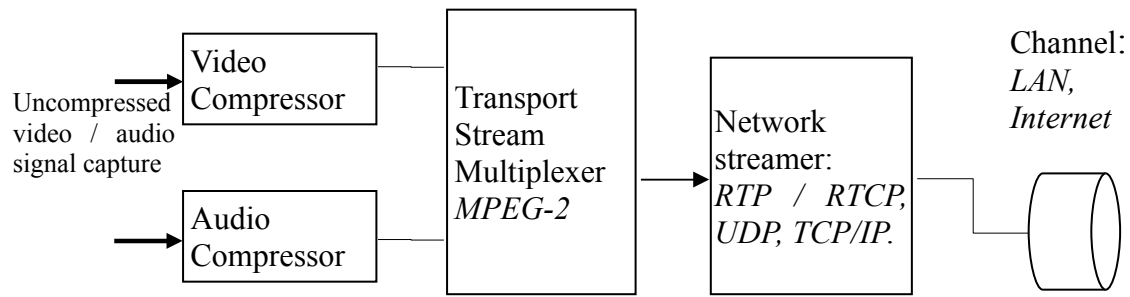 Uncompressed
video / audio
signal capture
Video
Compressor
Audio
Compressor
Transport
Stream
Multiplexer
MPEG-2
Network
streamer:
RTP / RTCP,
UDP, TCP/IP.
Channel:
LAN,
Internet